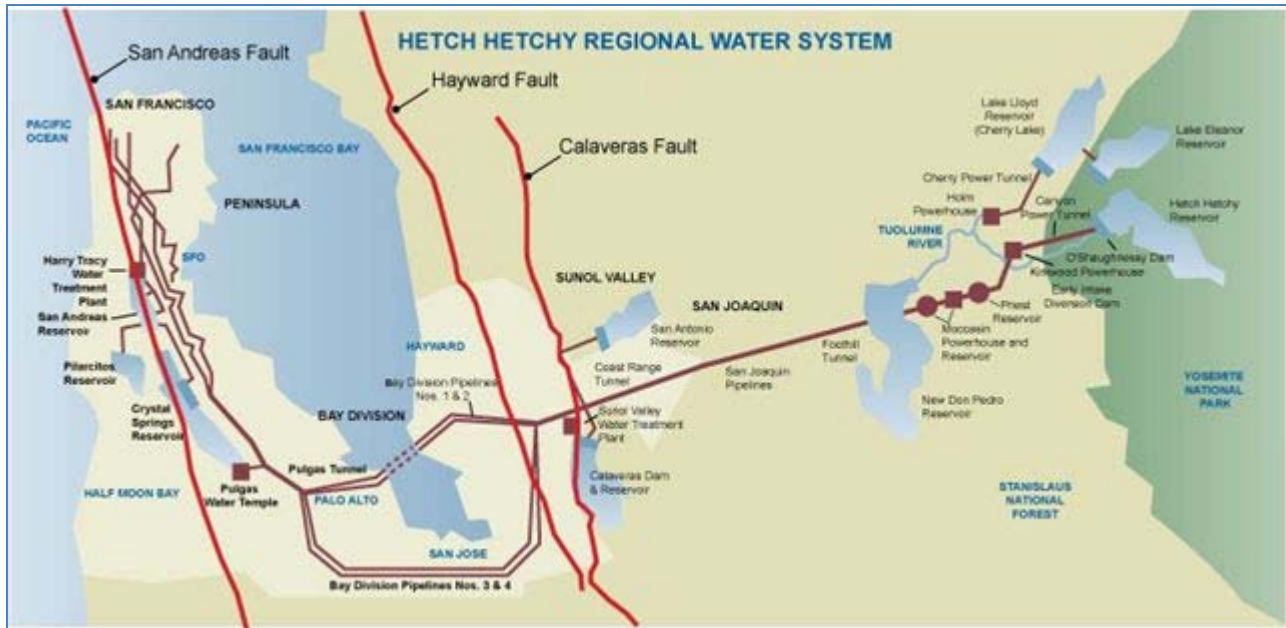 HETCH HETCHY REGIONAL WATER SYSTEM
San Andreas Fault
Hayward Fault
Calaveras Fault
SAN FRANCISCO
PACIFIC
OCEAN
SAN FRANCISCO BAY
PENINSULA
SFO
Harry Tracy
Water
Treatment
Plant
San Andreas
Reservoir
Pilarcitos
Reservoir
Crystal
Springs
Reservoir
HALF MOON BAY
Pulgas
Water Temple
Pulgas Tunnel
PALO ALTO
BAY DIVISION
HAYWARD
Bay Division Pipelines
Nos. 1 & 2
SAN JOSE
Bay Division Pipelines Nos. 3 & 4
SUNOL VALLEY
San Antonio
Reservoir
Coast Range
Tunnel
Sunol Valley
Water Treatment
Plant
Calaveras Dam
& Reservoir
SAN JOAQUIN
San Joaquin
Pipelines
Foothill
Tunnel
New Don Pedro
Reservoir
Moccasin
Powerhouse and
Reservoir
Priest
Reservoir
Early Intake
Diversion Dam
Kirkwood Powerhouse
O'Shaughnessy Dam
Canyon
Power Tunnel
TUOLUMNE
RIVER
Holm
Powerhouse
Cherry Power Tunnel
Lake Lloyd
Reservoir
(Cherry Lake)
Lake Eleanor
Reservoir
Hetch Hetchy
Reservoir
YOSEMITE
NATIONAL
PARK
STANISLAUS
NATIONAL
FOREST